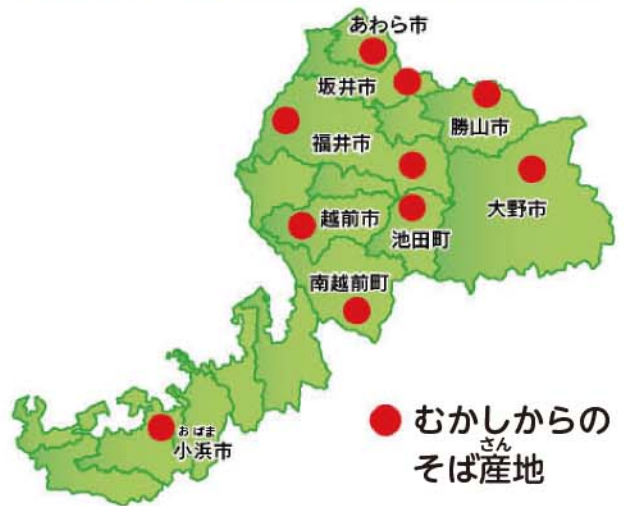 あわら市
坂井市
勝山市
福井市
大野市
越前市
池田町
南越前町
おばま
小浜市
むかしからの
さん
そば産地